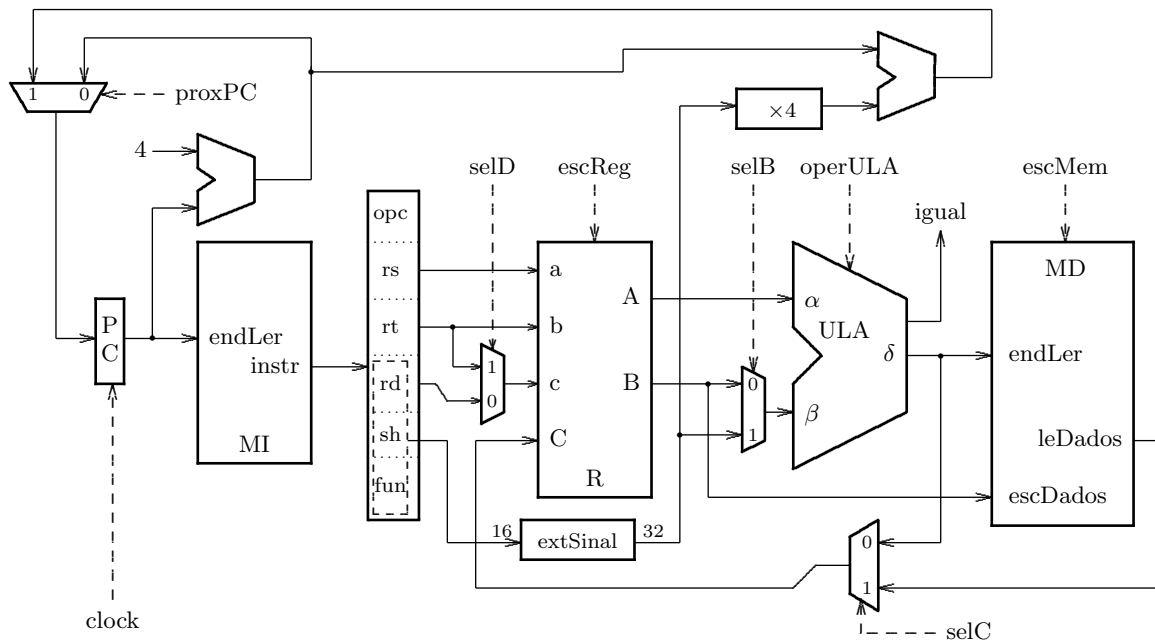 1 0
proxPC
×4
4
selD
escReg
selB
operULA
escMem
opc
igual
MD
rs
a
A
α
ULA
P
C
endLer
rt
b
δ
endLer
instr
1
rd
0
c
B
0
β
1
sh
C
leDados
MI
fun
R
escDados
16
extSinal
32
0
1
clock
selC